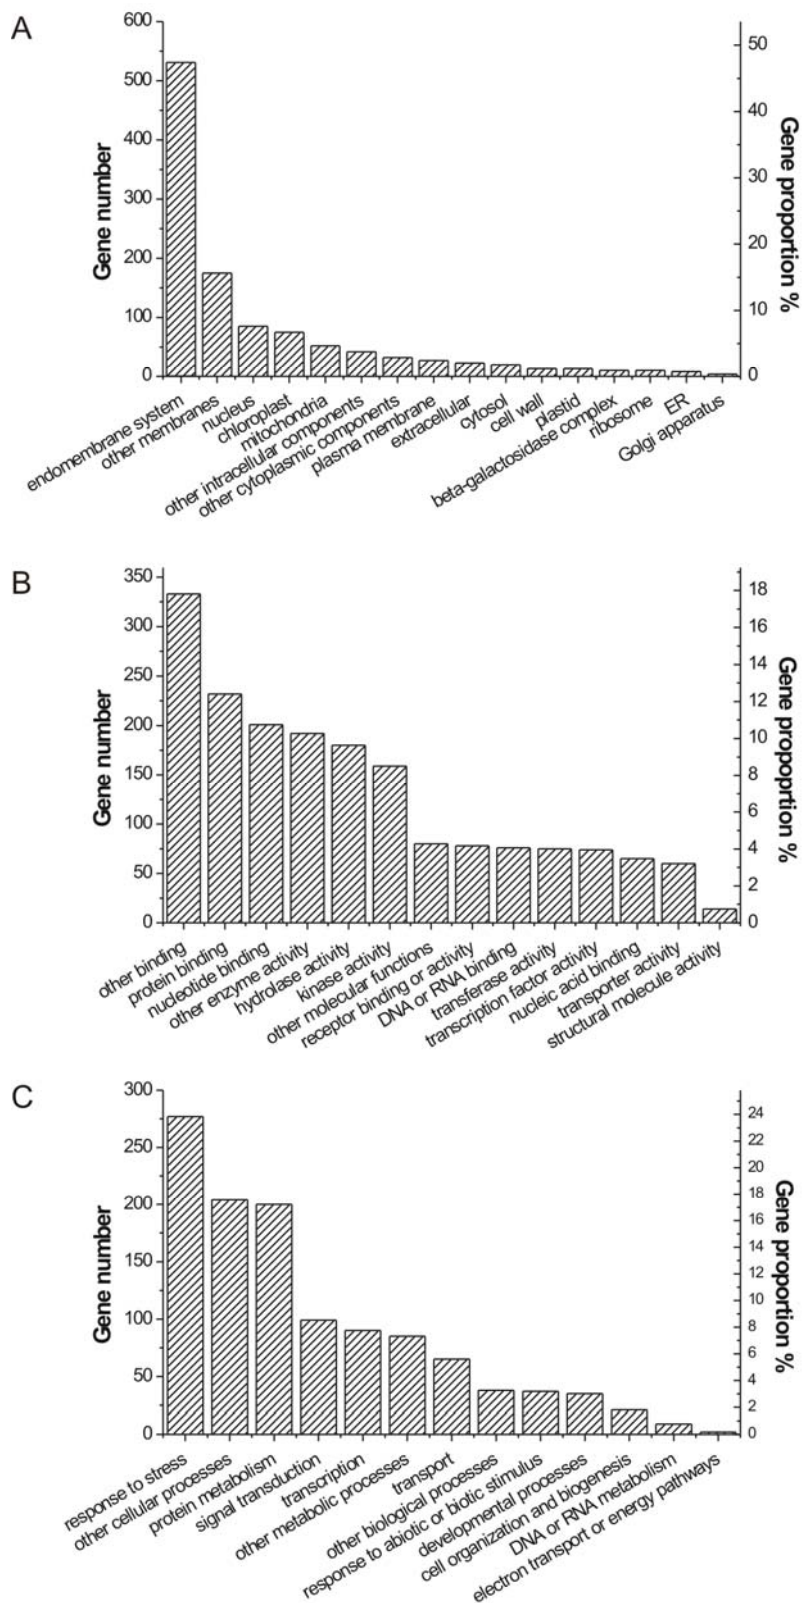 A
600
500
400
300
200
100
0
Gene number
50
40
30
20
10
0
Gene proportion %
endomembrane system
other membranes
nucleus
chloroplast
mitochondria
other intracellular components
other cytoplasmic components
plasma membrane
extracellular
cytosol
cell wall
plastid
beta-galactosidase complex
ribosome
ER
Golgi apparatus
B
350
300
250
200
150
100
50
0
Gene number
18
16
14
12
10
8
6
4
2
0
Gene propoprtion %
other binding
protein binding
nucleotide binding
other enzyme activity
hydrolase activity
kinase activity
other molecular functions
receptor binding or activity
DNA or RNA binding
transferase activity
transcription factor activity
nucleic acid binding
transporter activity
structural molecule activity
C
300
250
200
150
100
50
0
Gene number
24
22
20
18
16
14
12
10
8
6
4
2
0
Gene proportion %
response to stress
other cellular processes
protein metabolism
signal transduction
transcription
other metabolic processes
transport
other biological processes
response to abiotic or biotic stimulus
developmental processes
cell organization and biogenesis
DNA or RNA metabolism
electron transport or energy pathways